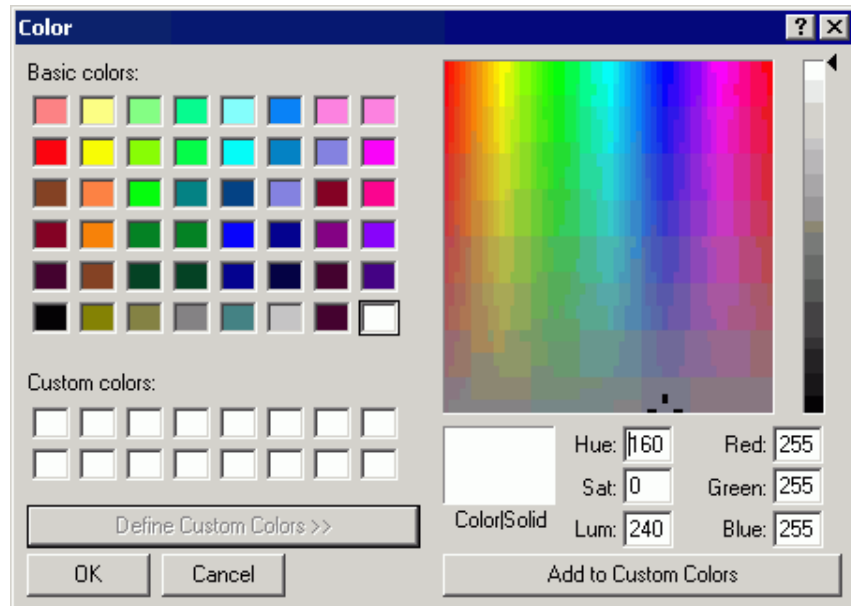 Color
Basic colors:
Custom colors:
Define Custom Colors >>
OK Cancel
Color|Solid
Hue: 160 Red: 255
Sat: 0 Green: 255
Lum: 240 Blue: 255
Add to Custom Colors